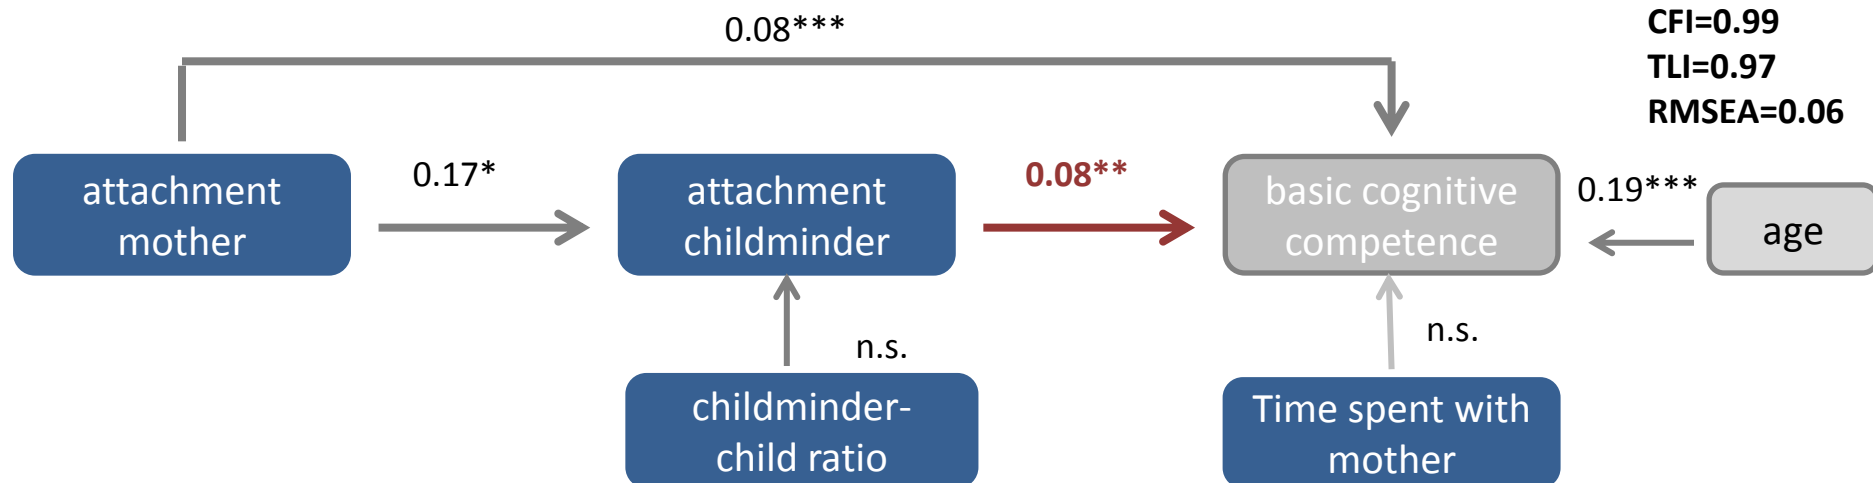 0.08***
CFI=0.99
TLI=0.97
RMSEA=0.06
attachment
mother
0.17*
attachment
childminder
0.08**
basic cognitive
competence
0.19***
age
n.s.
n.s.
childminder-
child ratio
Time spent with
mother